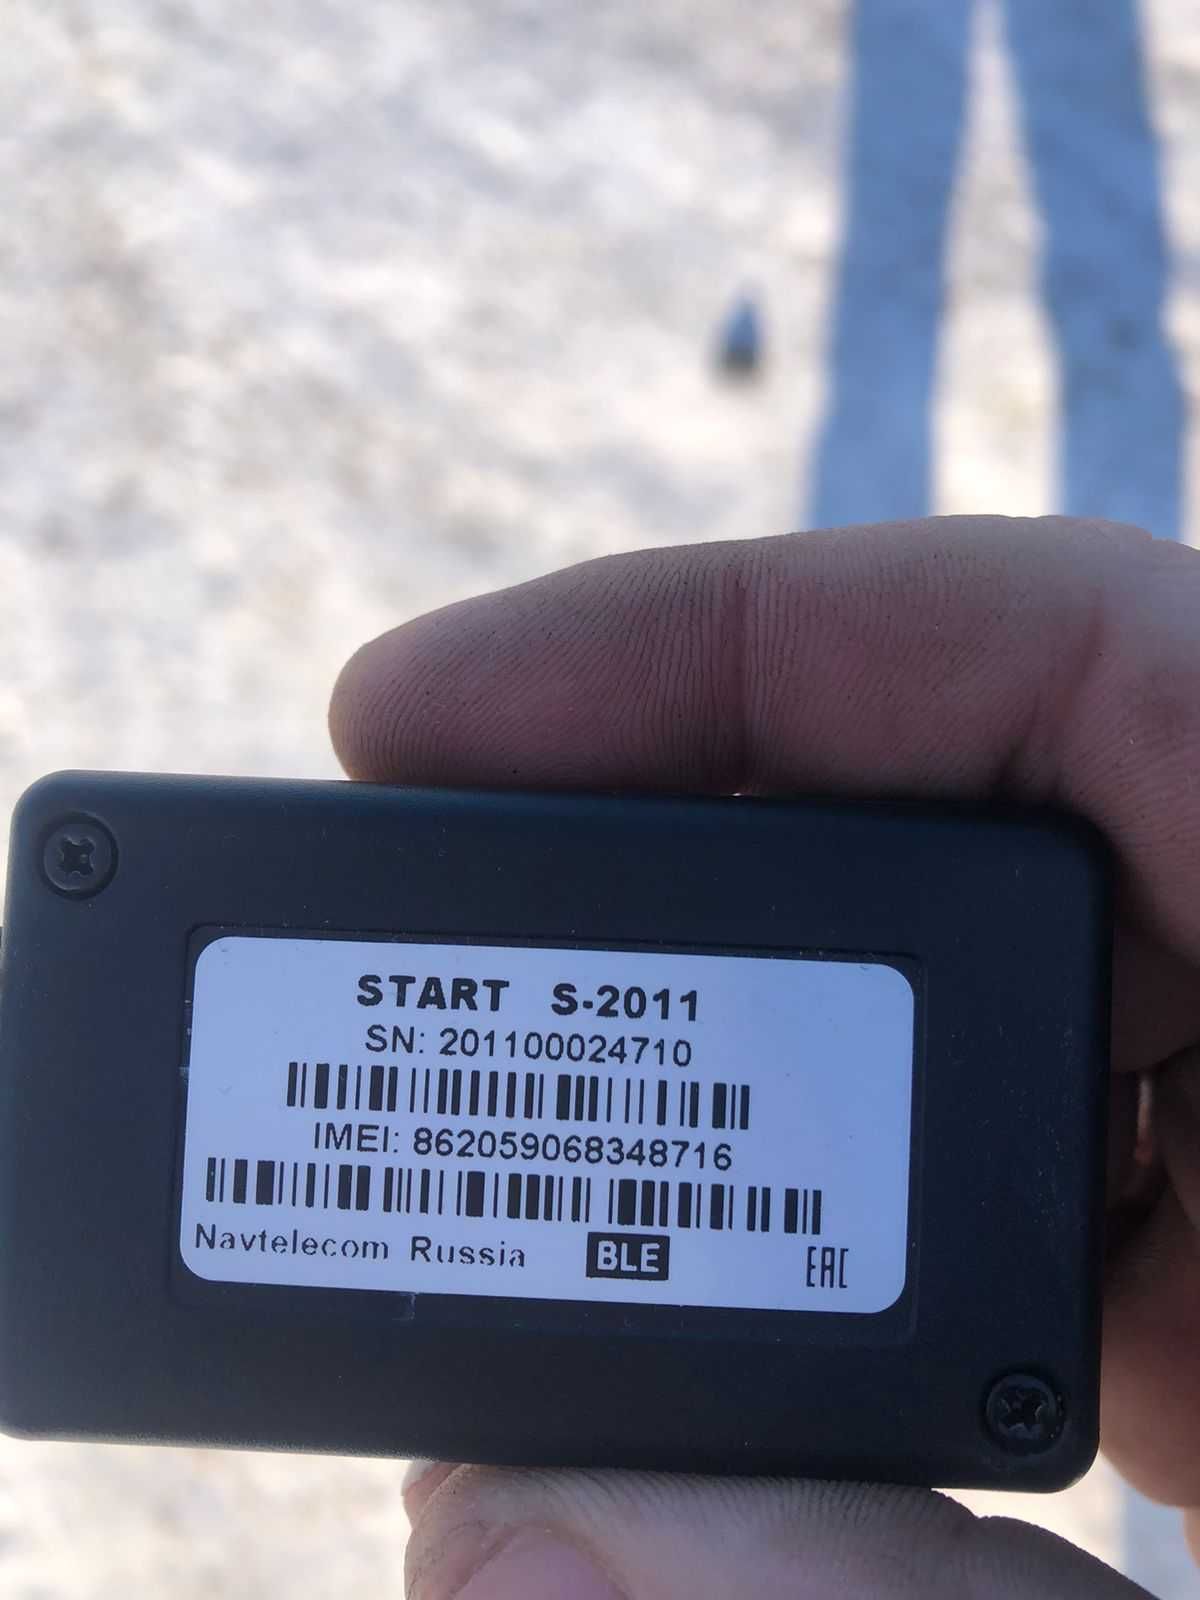 START S-2011
SN: 201100024710
IMEI: 862059068348716
Navtelecom Russia BLE EAC